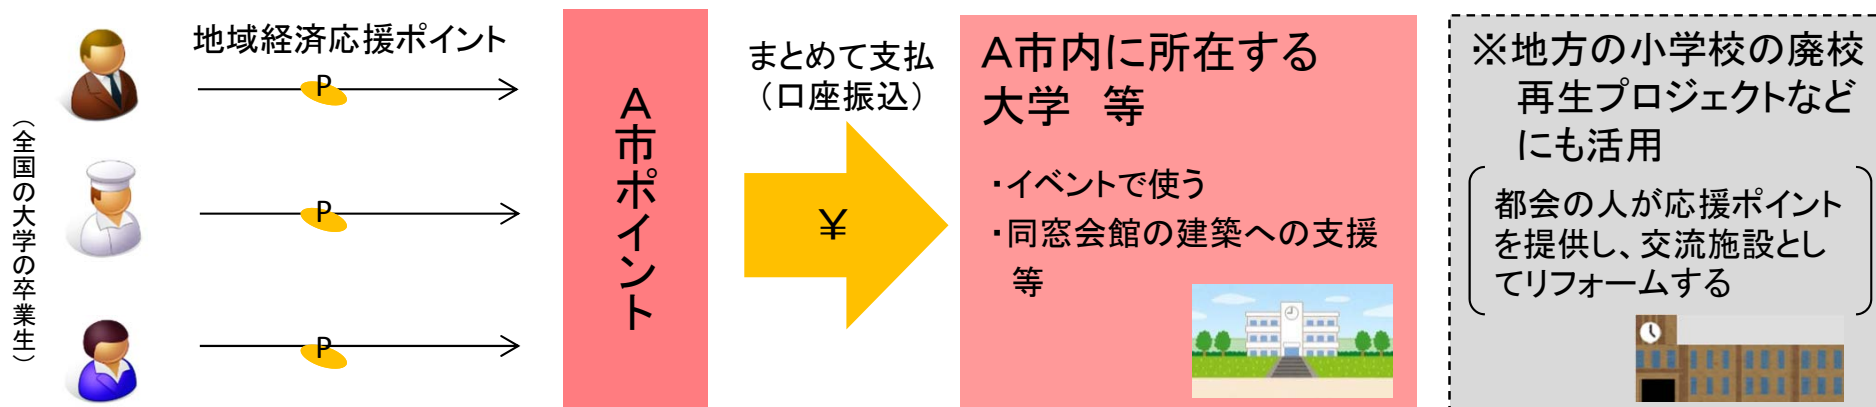 （全国の大学の卒業生）
地域経済応援ポイント
P
P
P
A市ポイント
まとめて支払
（口座振込）
¥
A市内に所在する
大学　等
・イベントで使う
・同窓会館の建築への支援
等
※地方の小学校の廃校
再生プロジェクトなど
にも活用
都会の人が応援ポイント
を提供し、交流施設とし
てリフォームする